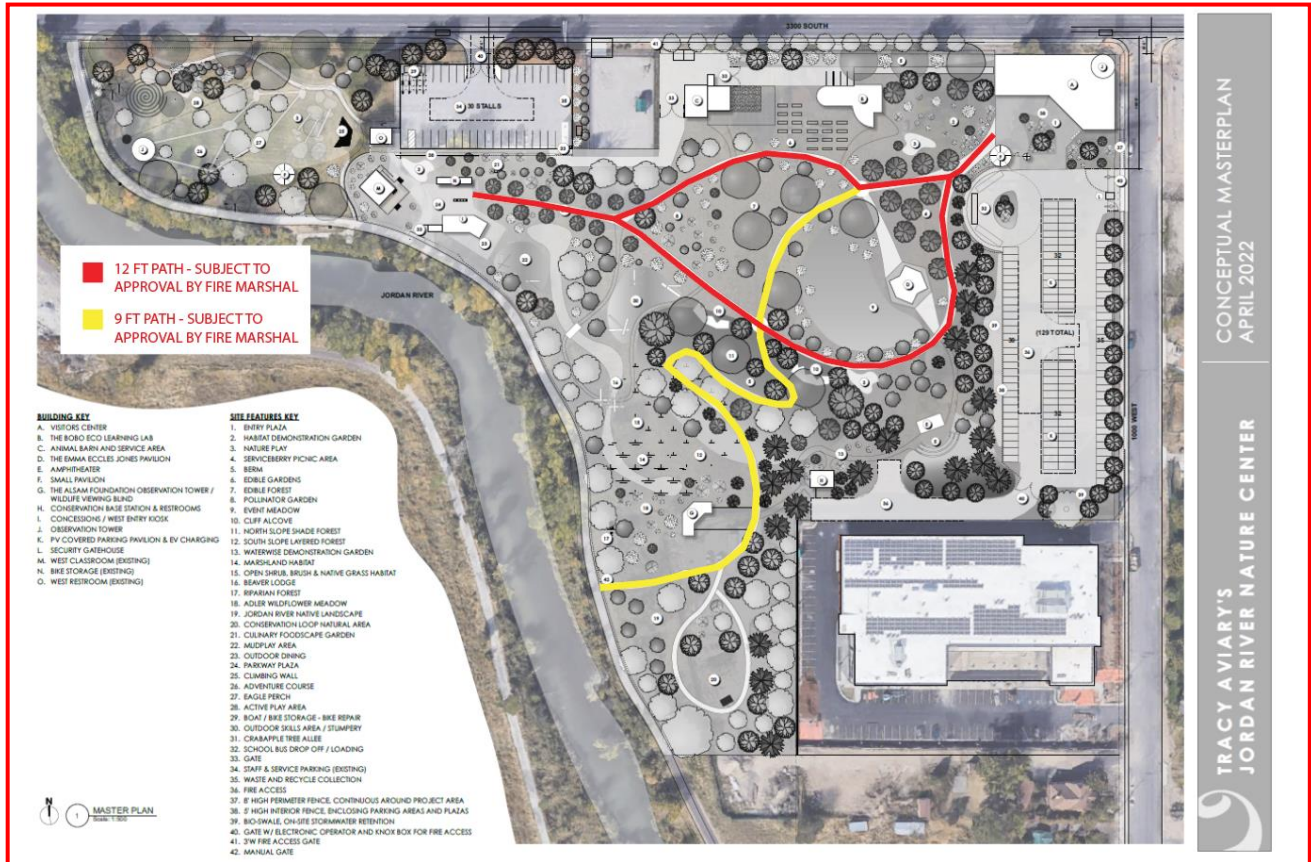 3300 SOUTH
30 STALLS
JORDAN RIVER
12 FT PATH - SUBJECT TO
APPROVAL BY FIRE MARSHAL
9 FT PATH - SUBJECT TO
APPROVAL BY FIRE MARSHAL
32
(129 TOTAL)
30
35
32
1000 WEST
BUILDING KEY
A. VISITORS CENTER
B. THE BOBO ECO LEARNING LAB
C. ANIMAL BARN AND SERVICE AREA
D. THE EMMA ECCLES JONES PAVILION
E. AMPHITHEATER
F. SMALL PAVILION
G. THE ALSAM FOUNDATION OBSERVATION TOWER /
WILDLIFE VIEWING BLIND
H. CONSERVATION BASE STATION & RESTROOMS
I. CONCESSIONS / WEST ENTRY KIOSK
J. OBSERVATION TOWER
K. PV COVERED PARKING PAVILION & EV CHARGING
L. SECURITY GATEHOUSE
M. WEST CLASSROOM (EXISTING)
N. BIKE STORAGE (EXISTING)
O. WEST RESTROOM (EXISTING)
SITE FEATURES KEY
1. ENTRY PLAZA
2. HABITAT DEMONSTRATION GARDEN
3. NATURE PLAY
4. SERVICEBERRY PICNIC AREA
5. BERM
6. EDIBLE GARDENS
7. EDIBLE FOREST
8. POLLINATOR GARDEN
9. EVENT MEADOW
10. CLIFF ALCOVE
11. NORTH SLOPE SHADE FOREST
12. SOUTH SLOPE LAYERED FOREST
13. WATERWISE DEMONSTRATION GARDEN
14. MARSHLAND HABITAT
15. OPEN SHRUB, BRUSH & NATIVE GRASS HABITAT
16. BEAVER LODGE
17. RIPARIAN FOREST
18. ADLER WILDFLOWER MEADOW
19. JORDAN RIVER NATIVE LANDSCAPE
20. CONSERVATION LOOP NATURAL AREA
21. CULINARY FOODSCAPE GARDEN
22. MUDPLAY AREA
23. OUTDOOR DINING
24. PARKWAY PLAZA
25. CLIMBING WALL
26. ADVENTURE COURSE
27. EAGLE PERCH
28. ACTIVE PLAY AREA
29. BOAT / BIKE STORAGE - BIKE REPAIR
30. OUTDOOR SKILLS AREA / STUMPERY
31. CRABAPPLE TREE ALLEE
32. SCHOOL BUS DROP OFF / LOADING
33. GATE
34. STAFF & SERVICE PARKING (EXISTING)
35. WASTE AND RECYCLE COLLECTION
36. FIRE ACCESS
37. 8' HIGH PERIMETER FENCE, CONTINUOUS AROUND PROJECT AREA
38. 5' HIGH INTERIOR FENCE, ENCLOSING PARKING AREAS AND PLAZAS
39. BIO-SWALE, ON-SITE STORMWATER RETENTION
40. GATE W/ ELECTRONIC OPERATOR AND KNOX BOX FOR FIRE ACCESS
41. 3'W FIRE ACCESS GATE
42. MANUAL GATE
N
1
MASTER PLAN
CONCEPTUAL MASTERPLAN
APRIL 2022
TRACY AVIARY'S
JORDAN RIVER NATURE CENTER